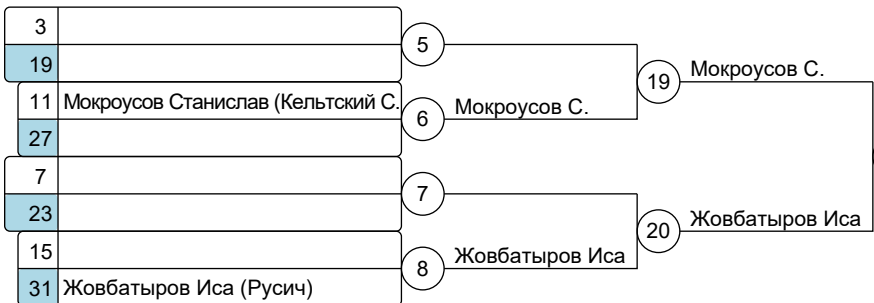 3
19
5
11 Мокроусов Станислав (Кельтский С.
27
6 Мокроусов С.
19 Мокроусов С.
7
23
7
15
31 Жовбатыров Иса (Русич)
8 Жовбатыров Иса
20 Жовбатыров Иса